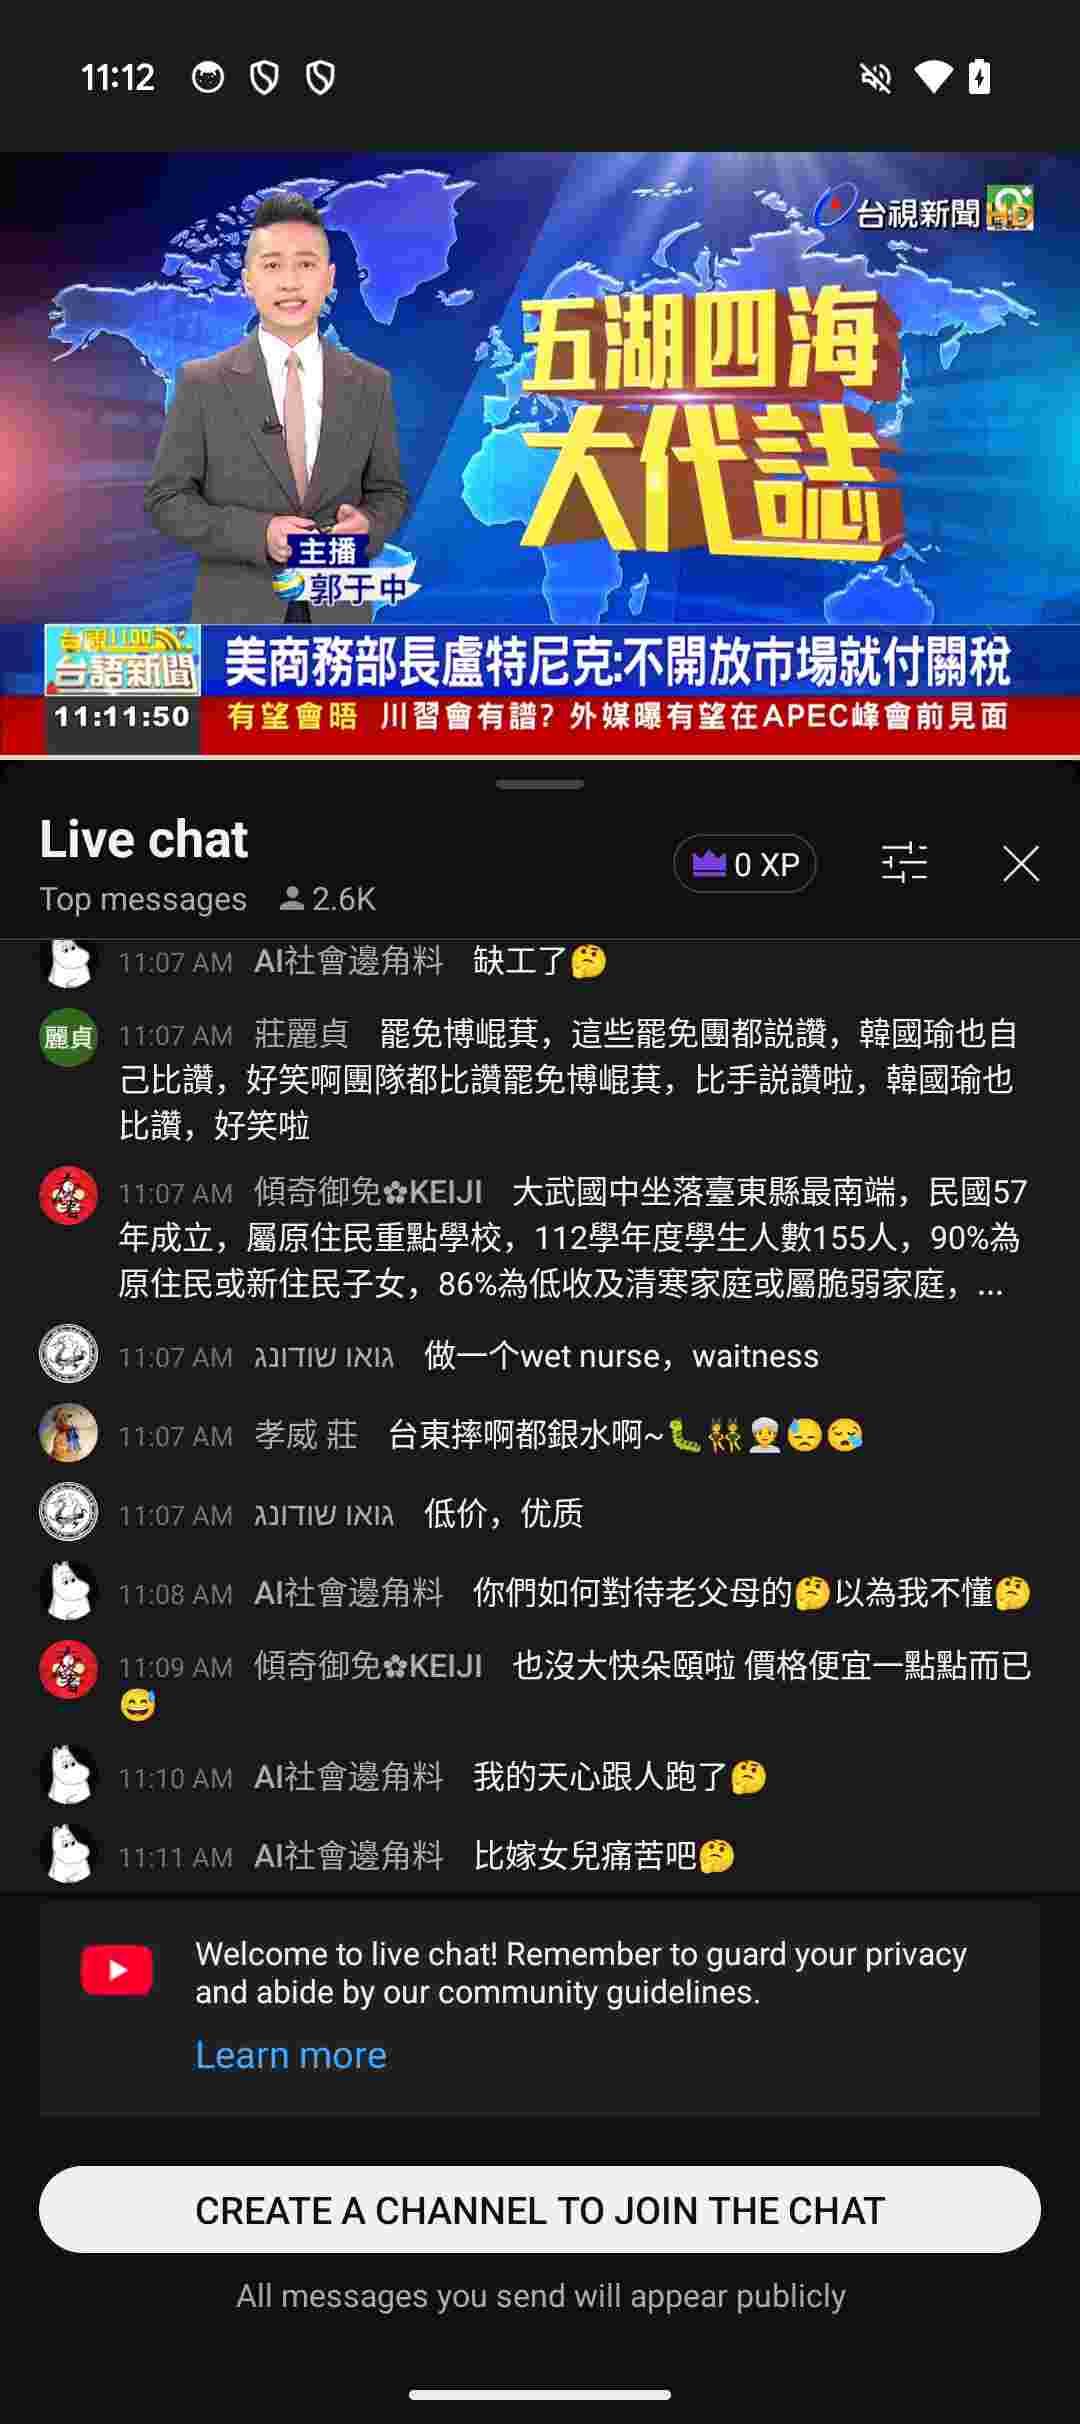 11:12
台視新聞
HD
五湖四海
大代誌
主播
郭于中
台語新聞
美商務部長盧特尼克:不開放市場就付關稅
11:11:50
有望會晤 川習會有譜? 外媒曝有望在APEC峰會前見面
Live chat
0 XP
Top messages 2.6K
11:07 AM AI社會邊角料 缺工了🤔
麗貞
11:07 AM 莊麗貞 罷免博崐萁，這些罷免團都説讚，韓國瑜也自
己比讚，好笑啊團隊都比讚罷免博崐萁，比手説讚啦，韓國瑜也
比讚，好笑啦
11:07 AM 傾奇御免✿KEIJI 大武國中坐落臺東縣最南端，民國57
年成立，屬原住民重點學校，112學年度學生人數155人，90%為
原住民或新住民子女，86%為低收及清寒家庭或屬脆弱家庭，...
11:07 AM גואו שודונג 做一个wet nurse，waitness
11:07 AM 孝威 莊 台東摔啊都銀水啊~🐛👯👳😓😪
11:07 AM גואו שודונג 低价，优质
11:08 AM AI社會邊角料 你們如何對待老父母的🤔以為我不懂🤔
11:09 AM 傾奇御免✿KEIJI 也沒大快朵頤啦 價格便宜一點點而已
😅
11:10 AM AI社會邊角料 我的天心跟人跑了🤔
11:11 AM AI社會邊角料 比嫁女兒痛苦吧🤔
Welcome to live chat! Remember to guard your privacy
and abide by our community guidelines.
Learn more
CREATE A CHANNEL TO JOIN THE CHAT
All messages you send will appear publicly